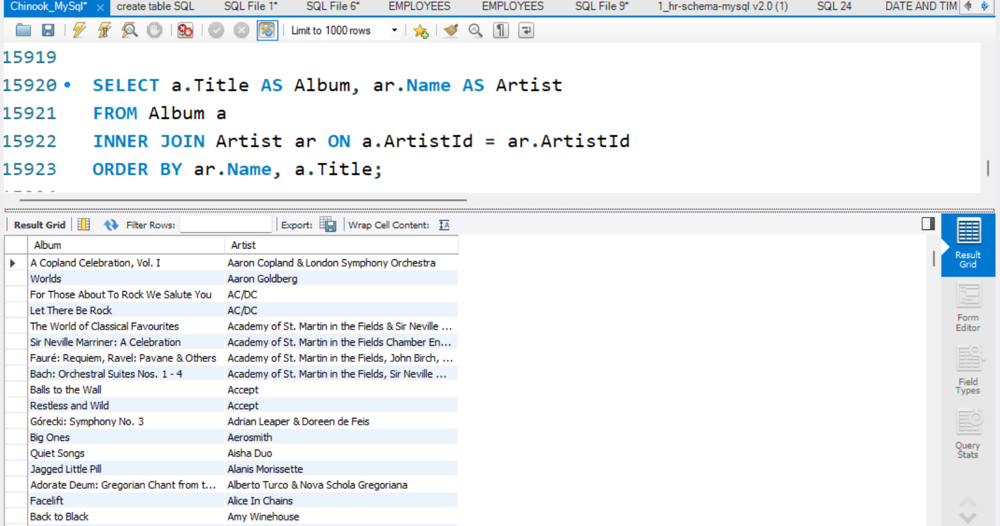 Chinook_MySql* × create table SQL SQL File 1* SQL File 6* EMPLOYEES EMPLOYEES SQL File 9* 1_hr-schema-mysql v2.0 (1) SQL 24 DATE AND TIM
Limit to 1000 rows
15919
15920 SELECT a.Title AS Album, ar.Name AS Artist
15921 FROM Album a
15922 INNER JOIN Artist ar ON a.ArtistId = ar.ArtistId
15923 ORDER BY ar.Name, a.Title;
Result Grid Filter Rows: Export: Wrap Cell Content: IA
Album Artist
A Copland Celebration, Vol. I Aaron Copland & London Symphony Orchestra
Worlds Aaron Goldberg
For Those About To Rock We Salute You AC/DC
Let There Be Rock AC/DC
The World of Classical Favourites Academy of St. Martin in the Fields & Sir Neville ...
Sir Neville Marriner: A Celebration Academy of St. Martin in the Fields Chamber En...
Fauré: Requiem, Ravel: Pavane & Others Academy of St. Martin in the Fields, John Birch, ...
Bach: Orchestral Suites Nos. 1 - 4 Academy of St. Martin in the Fields, Sir Neville ...
Balls to the Wall Accept
Restless and Wild Accept
Górecki: Symphony No. 3 Adrian Leaper & Doreen de Feis
Big Ones Aerosmith
Quiet Songs Aisha Duo
Jagged Little Pill Alanis Morissette
Adorate Deum: Gregorian Chant from t... Alberto Turco & Nova Schola Gregoriana
Facelift Alice In Chains
Back to Black Amy Winehouse
Result
Grid
Form
Editor
Field
Types
Query
Stats